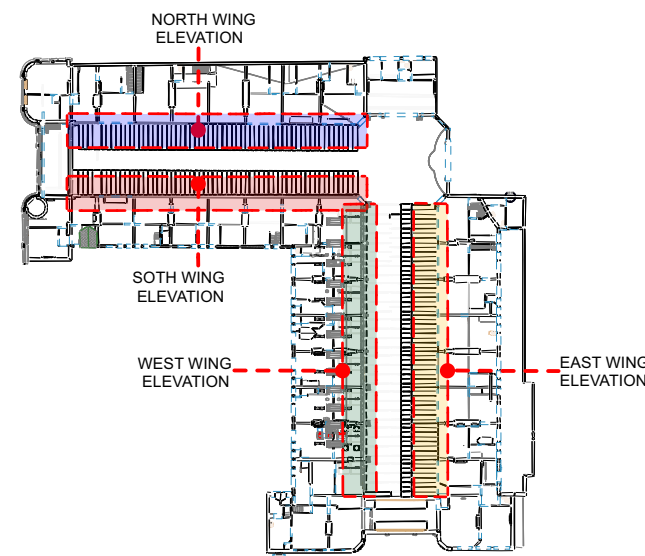 NORTH WING
ELEVATION
SOTH WING
ELEVATION
WEST WING
ELEVATION
EAST WING
ELEVATION